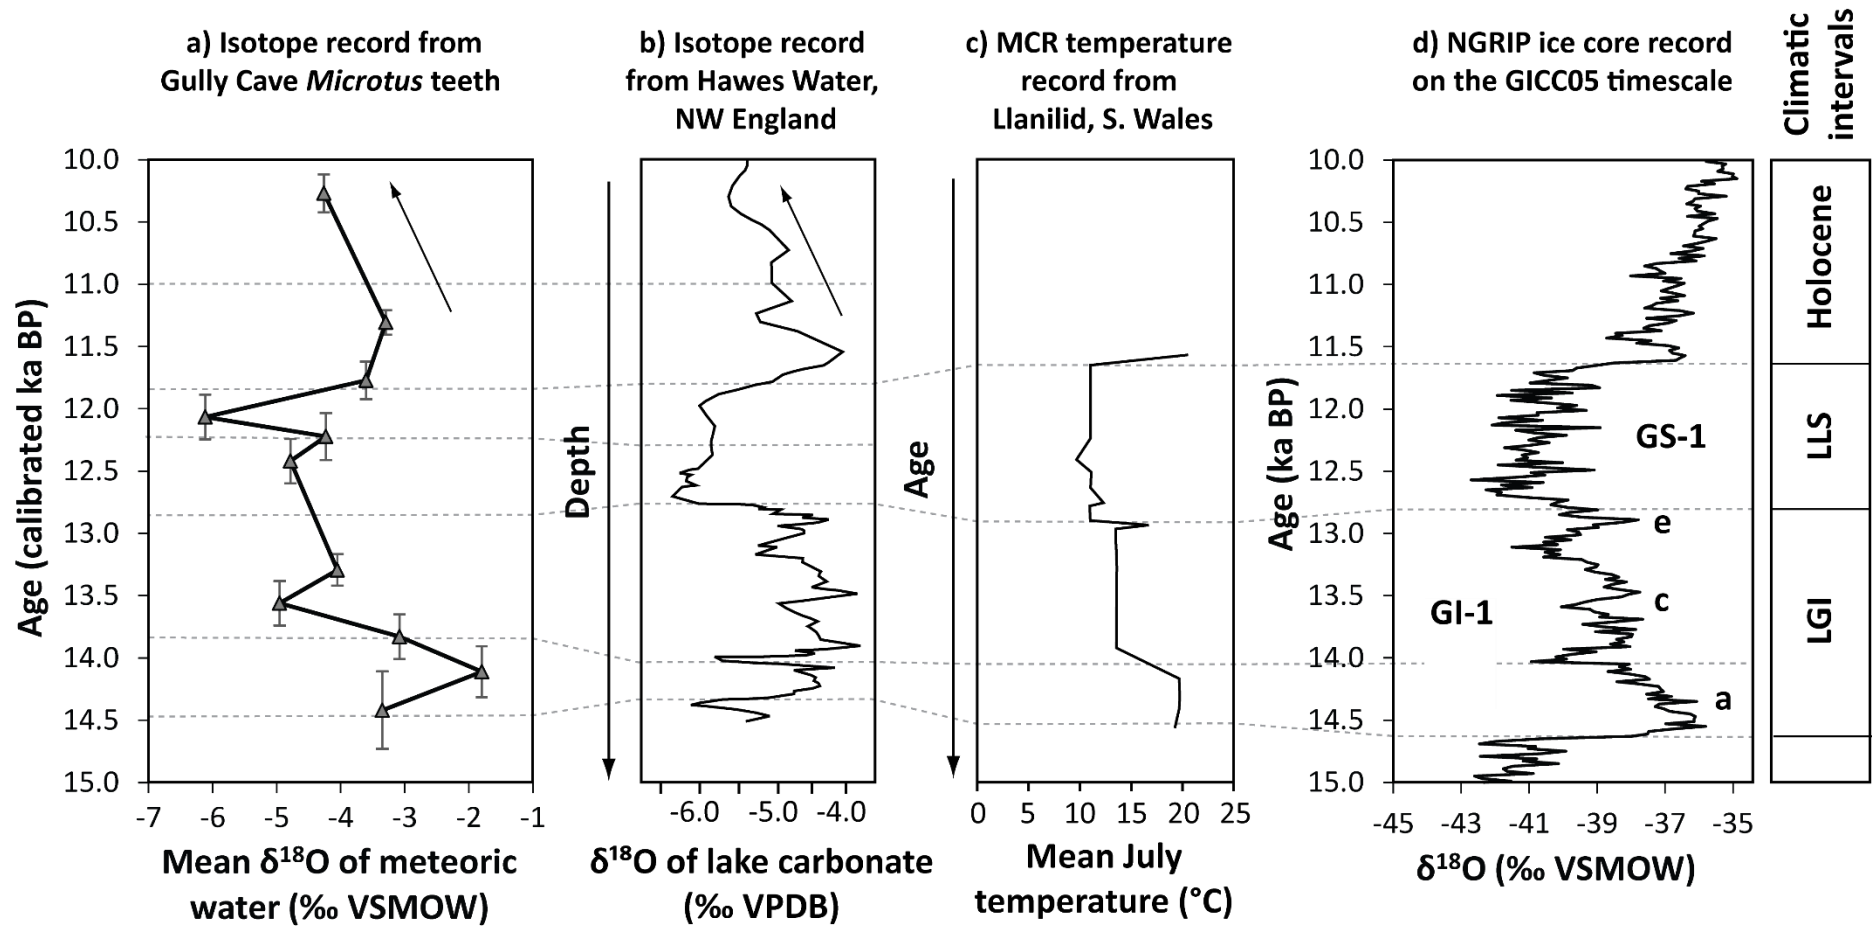 a) Isotope record from
Gully Cave Microtus teeth
b) Isotope record
from Hawes Water,
NW England
c) MCR temperature
record from
Llanilid, S. Wales
d) NGRIP ice core record
on the GICC05 timescale
Climatic
intervals
Age (calibrated ka BP)
10.0
10.5
11.0
11.5
12.0
12.5
13.0
13.5
14.0
14.5
15.0
-7 -6 -5 -4 -3 -2 -1
Mean δ¹⁸O of meteoric
water (‰ VSMOW)
Depth
-6.0 -5.0 -4.0
δ¹⁸O of lake carbonate
(‰ VPDB)
Age
0 5 10 15 20 25
Mean July
temperature (°C)
Age (ka BP)
10.0
10.5
11.0
11.5
12.0
12.5
13.0
13.5
14.0
14.5
15.0
GS-1
e
c
GI-1
a
-45 -43 -41 -39 -37 -35
δ¹⁸O (‰ VSMOW)
Holocene
LLS
LGI